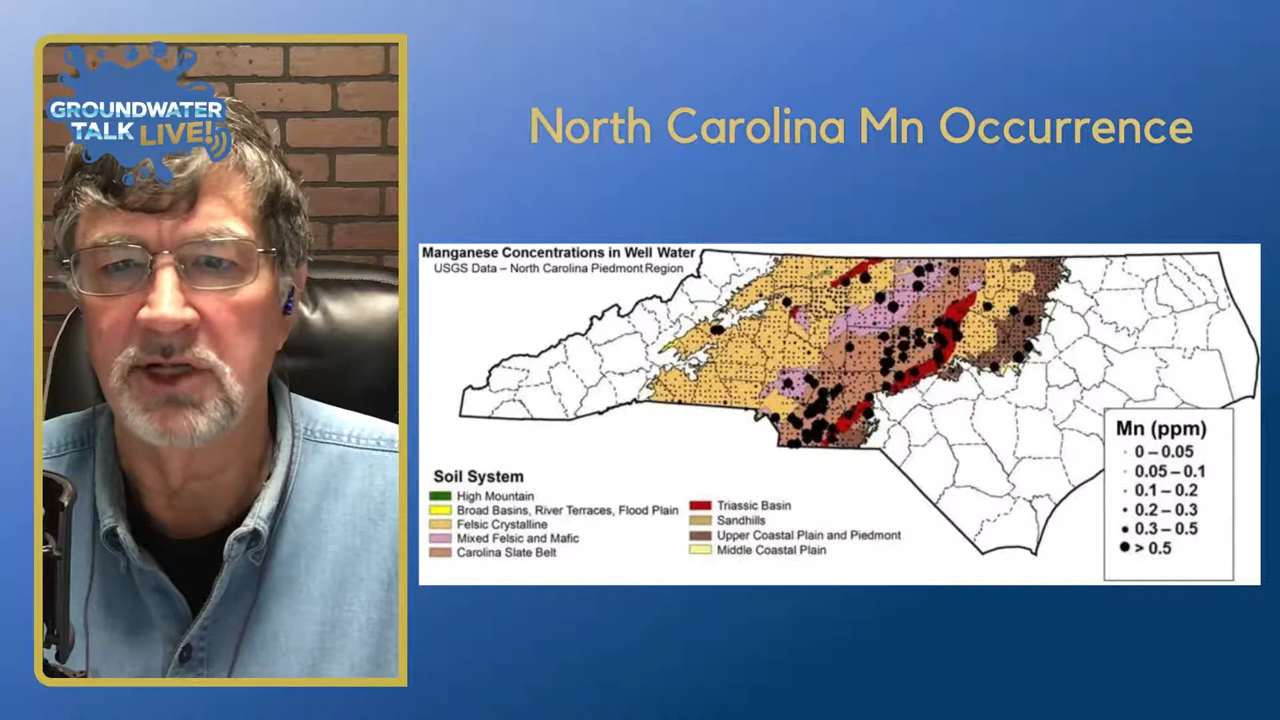 GROUNDWATER
TALK LIVE!
North Carolina Mn Occurrence
Manganese Concentrations in Well Water
USGS Data – North Carolina Piedmont Region
Soil System
High Mountain
Broad Basins, River Terraces, Flood Plain
Felsic Crystalline
Mixed Felsic and Mafic
Carolina Slate Belt
Triassic Basin
Sandhills
Upper Coastal Plain and Piedmont
Middle Coastal Plain
Mn (ppm)
0 – 0.05
0.05 – 0.1
0.1 – 0.2
0.2 – 0.3
0.3 – 0.5
> 0.5